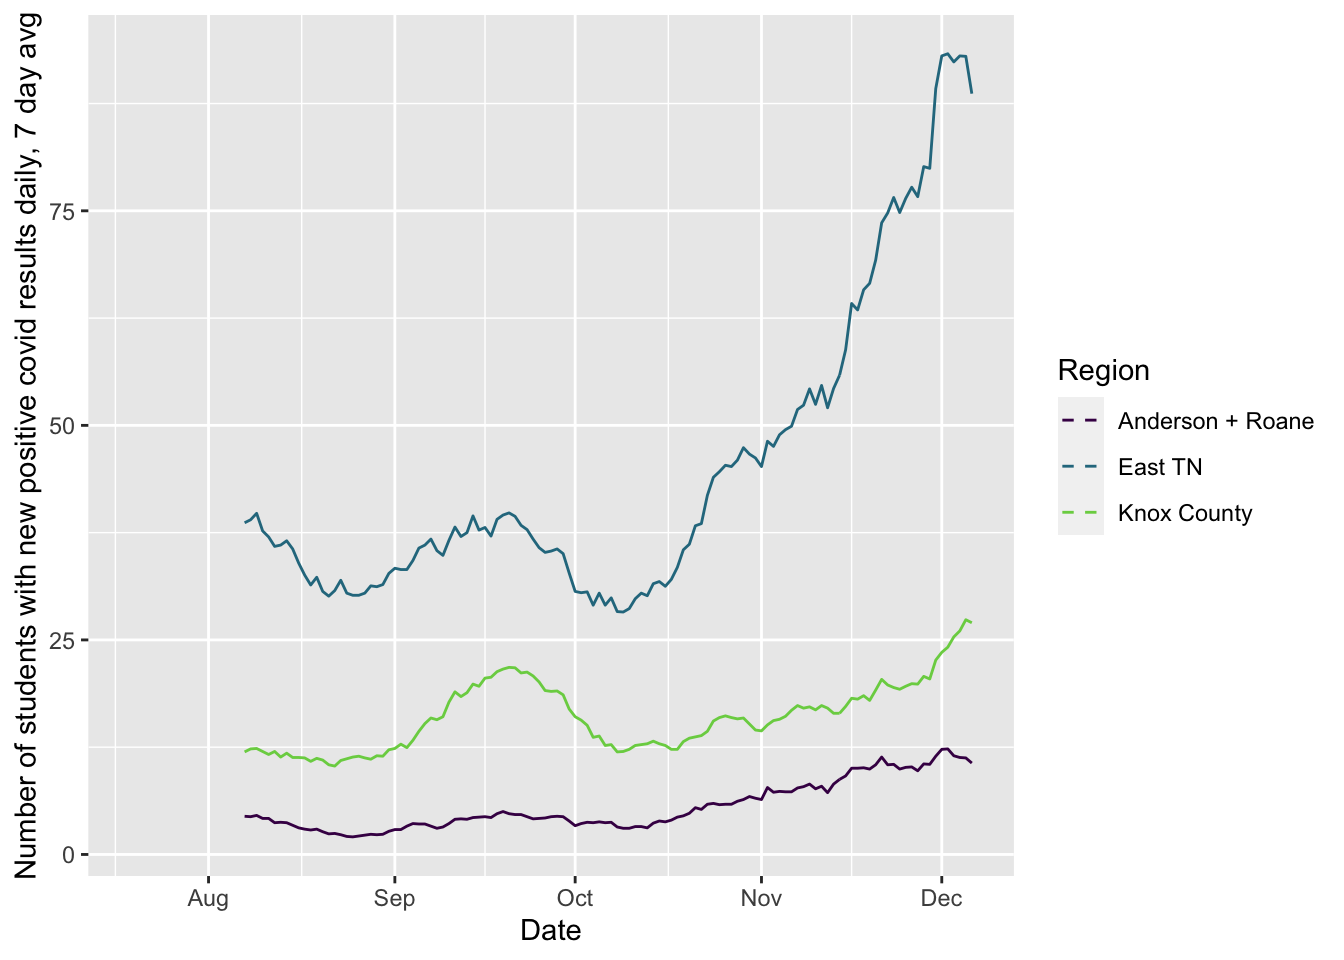 Number of students with new positive covid results daily, 7 day avg
75
50
25
0
Aug Sep Oct Nov Dec
Date
Region
Anderson + Roane
East TN
Knox County